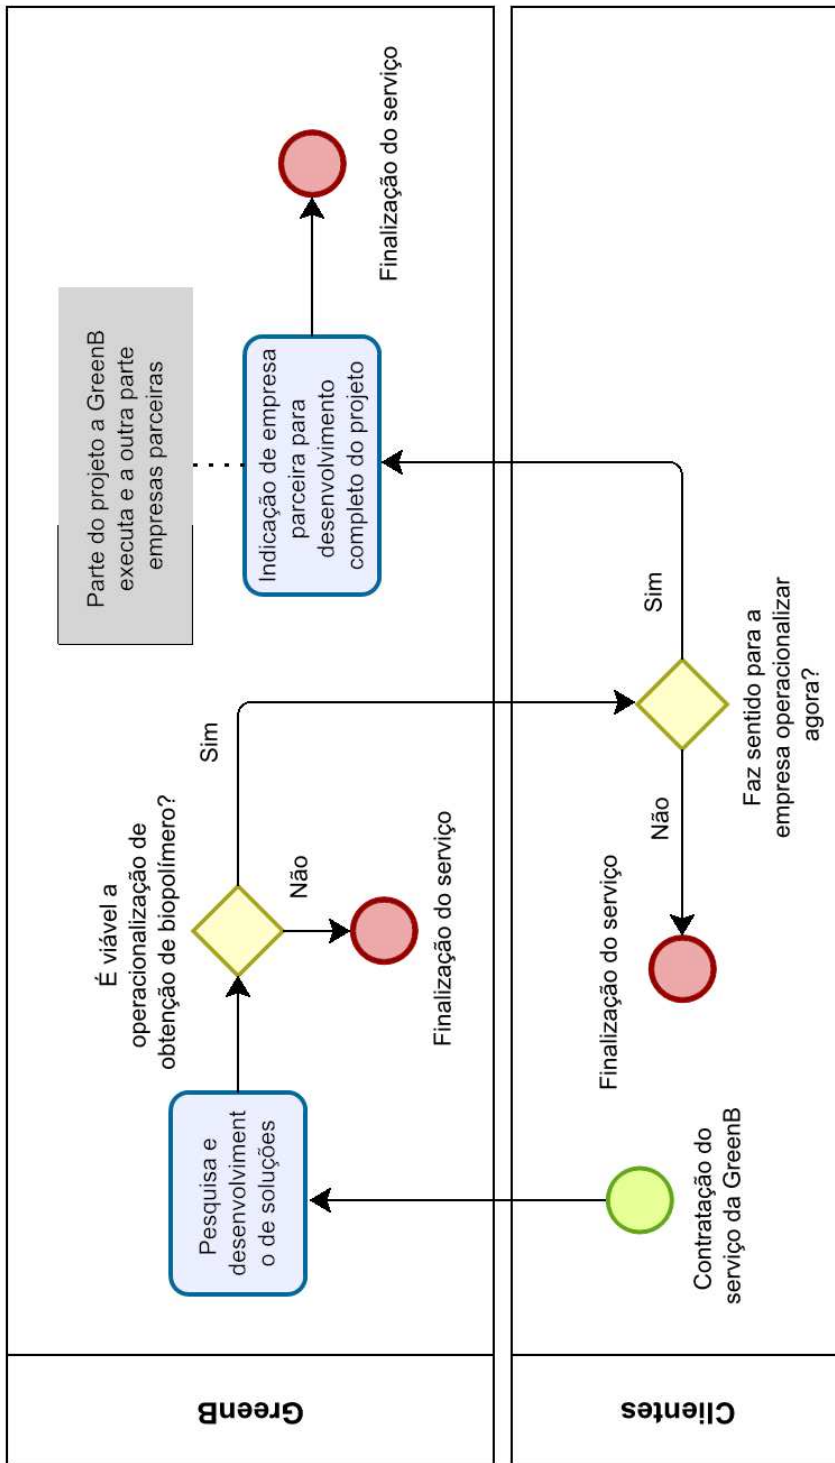 GreenB
Parte do projeto a GreenB
executa e a outra parte
empresas parceiras
É viável a
operacionalização de
obtenção de biopolímero?
Pesquisa e
desenvolviment
o de soluções
Sim
Não
Finalização do serviço
Indicação de empresa
parceira para
desenvolvimento
completo do projeto
Finalização do serviço
Clientes
Contratação do
serviço da GreenB
Finalização do serviço
Não
Sim
Faz sentido para a
empresa operacionalizar
agora?